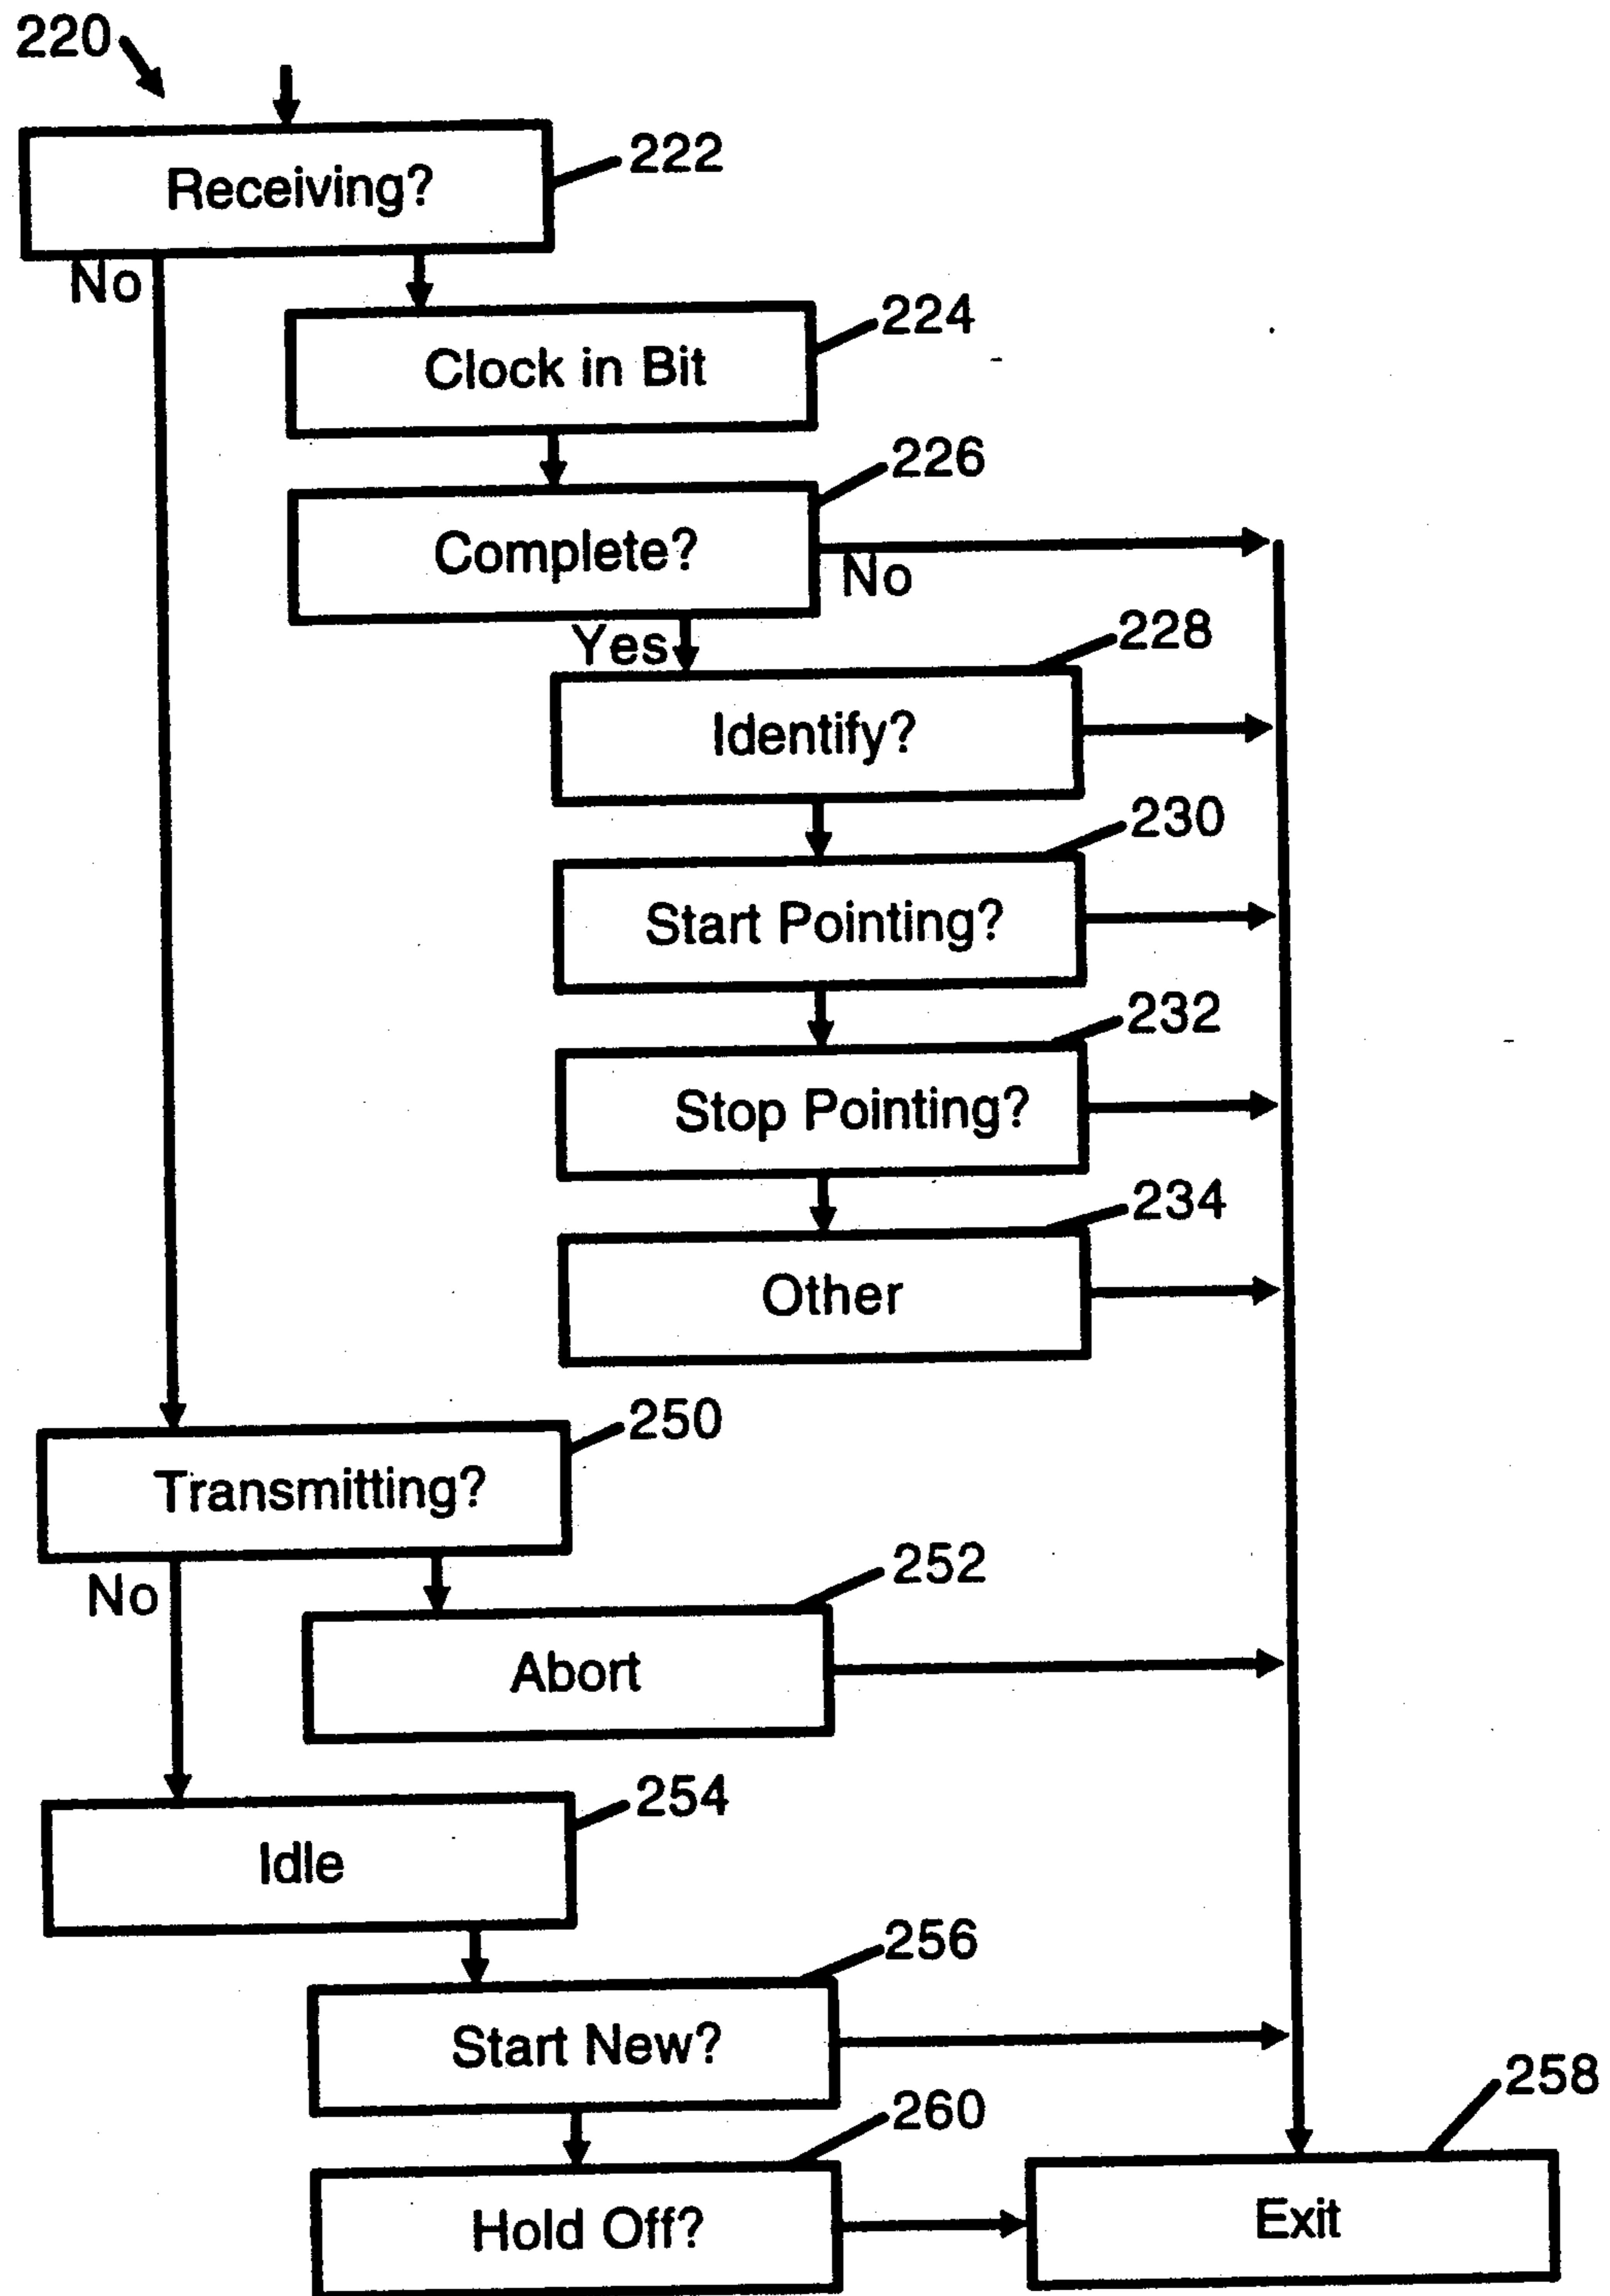 220
Receiving?
222
No
Clock in Bit
224
Complete?
226
No
Yes
Identify?
228
Start Pointing?
230
Stop Pointing?
232
Other
234
Transmitting?
250
No
Abort
252
Idle
254
Start New?
256
Hold Off?
260
Exit
258